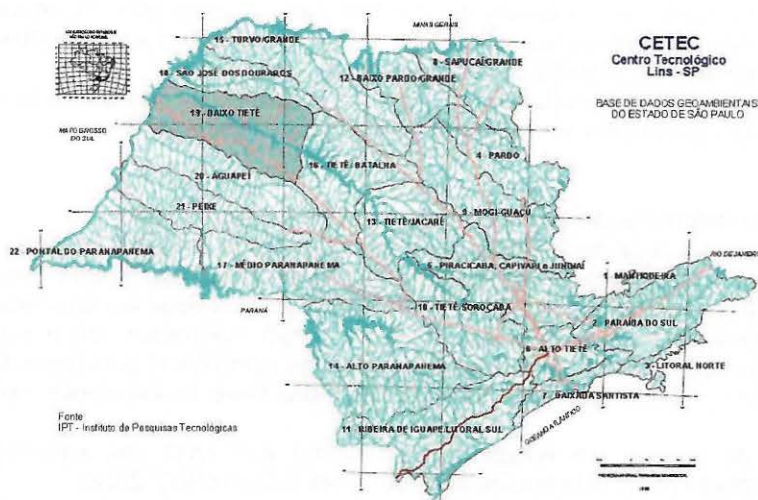 MINAS GERAIS
CETEC
Centro Tecnológico
Lins - SP
BASE DE DADOS GEOAMBIENTAIS
DO ESTADO DE SÃO PAULO
15 - TURVO/GRANDE
8 - SAPUCAÍ/GRANDE
18 - SÃO JOSÉ DOS DOURADOS
12 - BAIXO PARDO/GRANDE
19 - BAIXO TIETÊ
MATO GROSSO
DO SUL
4 - PARDO
16 - TIETÊ/BATALHA
20 - AGUAPEÍ
21 - PEIXE
13 - TIETÊ/JACARÉ
9 - MOGI-GUAÇU
22 - PONTAL DO PARANAPANEMA
17 - MÉDIO PARANAPANEMA
5 - PIRACICABA, CAPIVARI e JUNDIAÍ
RIO DE JANEIRO
1 - MANTIQUEIRA
PARANÁ
10 - TIETÊ/SOROCABA
2 - PARAÍBA DO SUL
6 - ALTO TIETÊ
14 - ALTO PARANAPANEMA
3 - LITORAL NORTE
7 - BAIXADA SANTISTA
Fonte
IPT - Instituto de Pesquisas Tecnológicas
11 - RIBEIRA DE IGUAPE/LITORAL SUL
OCEANO ATLÂNTICO